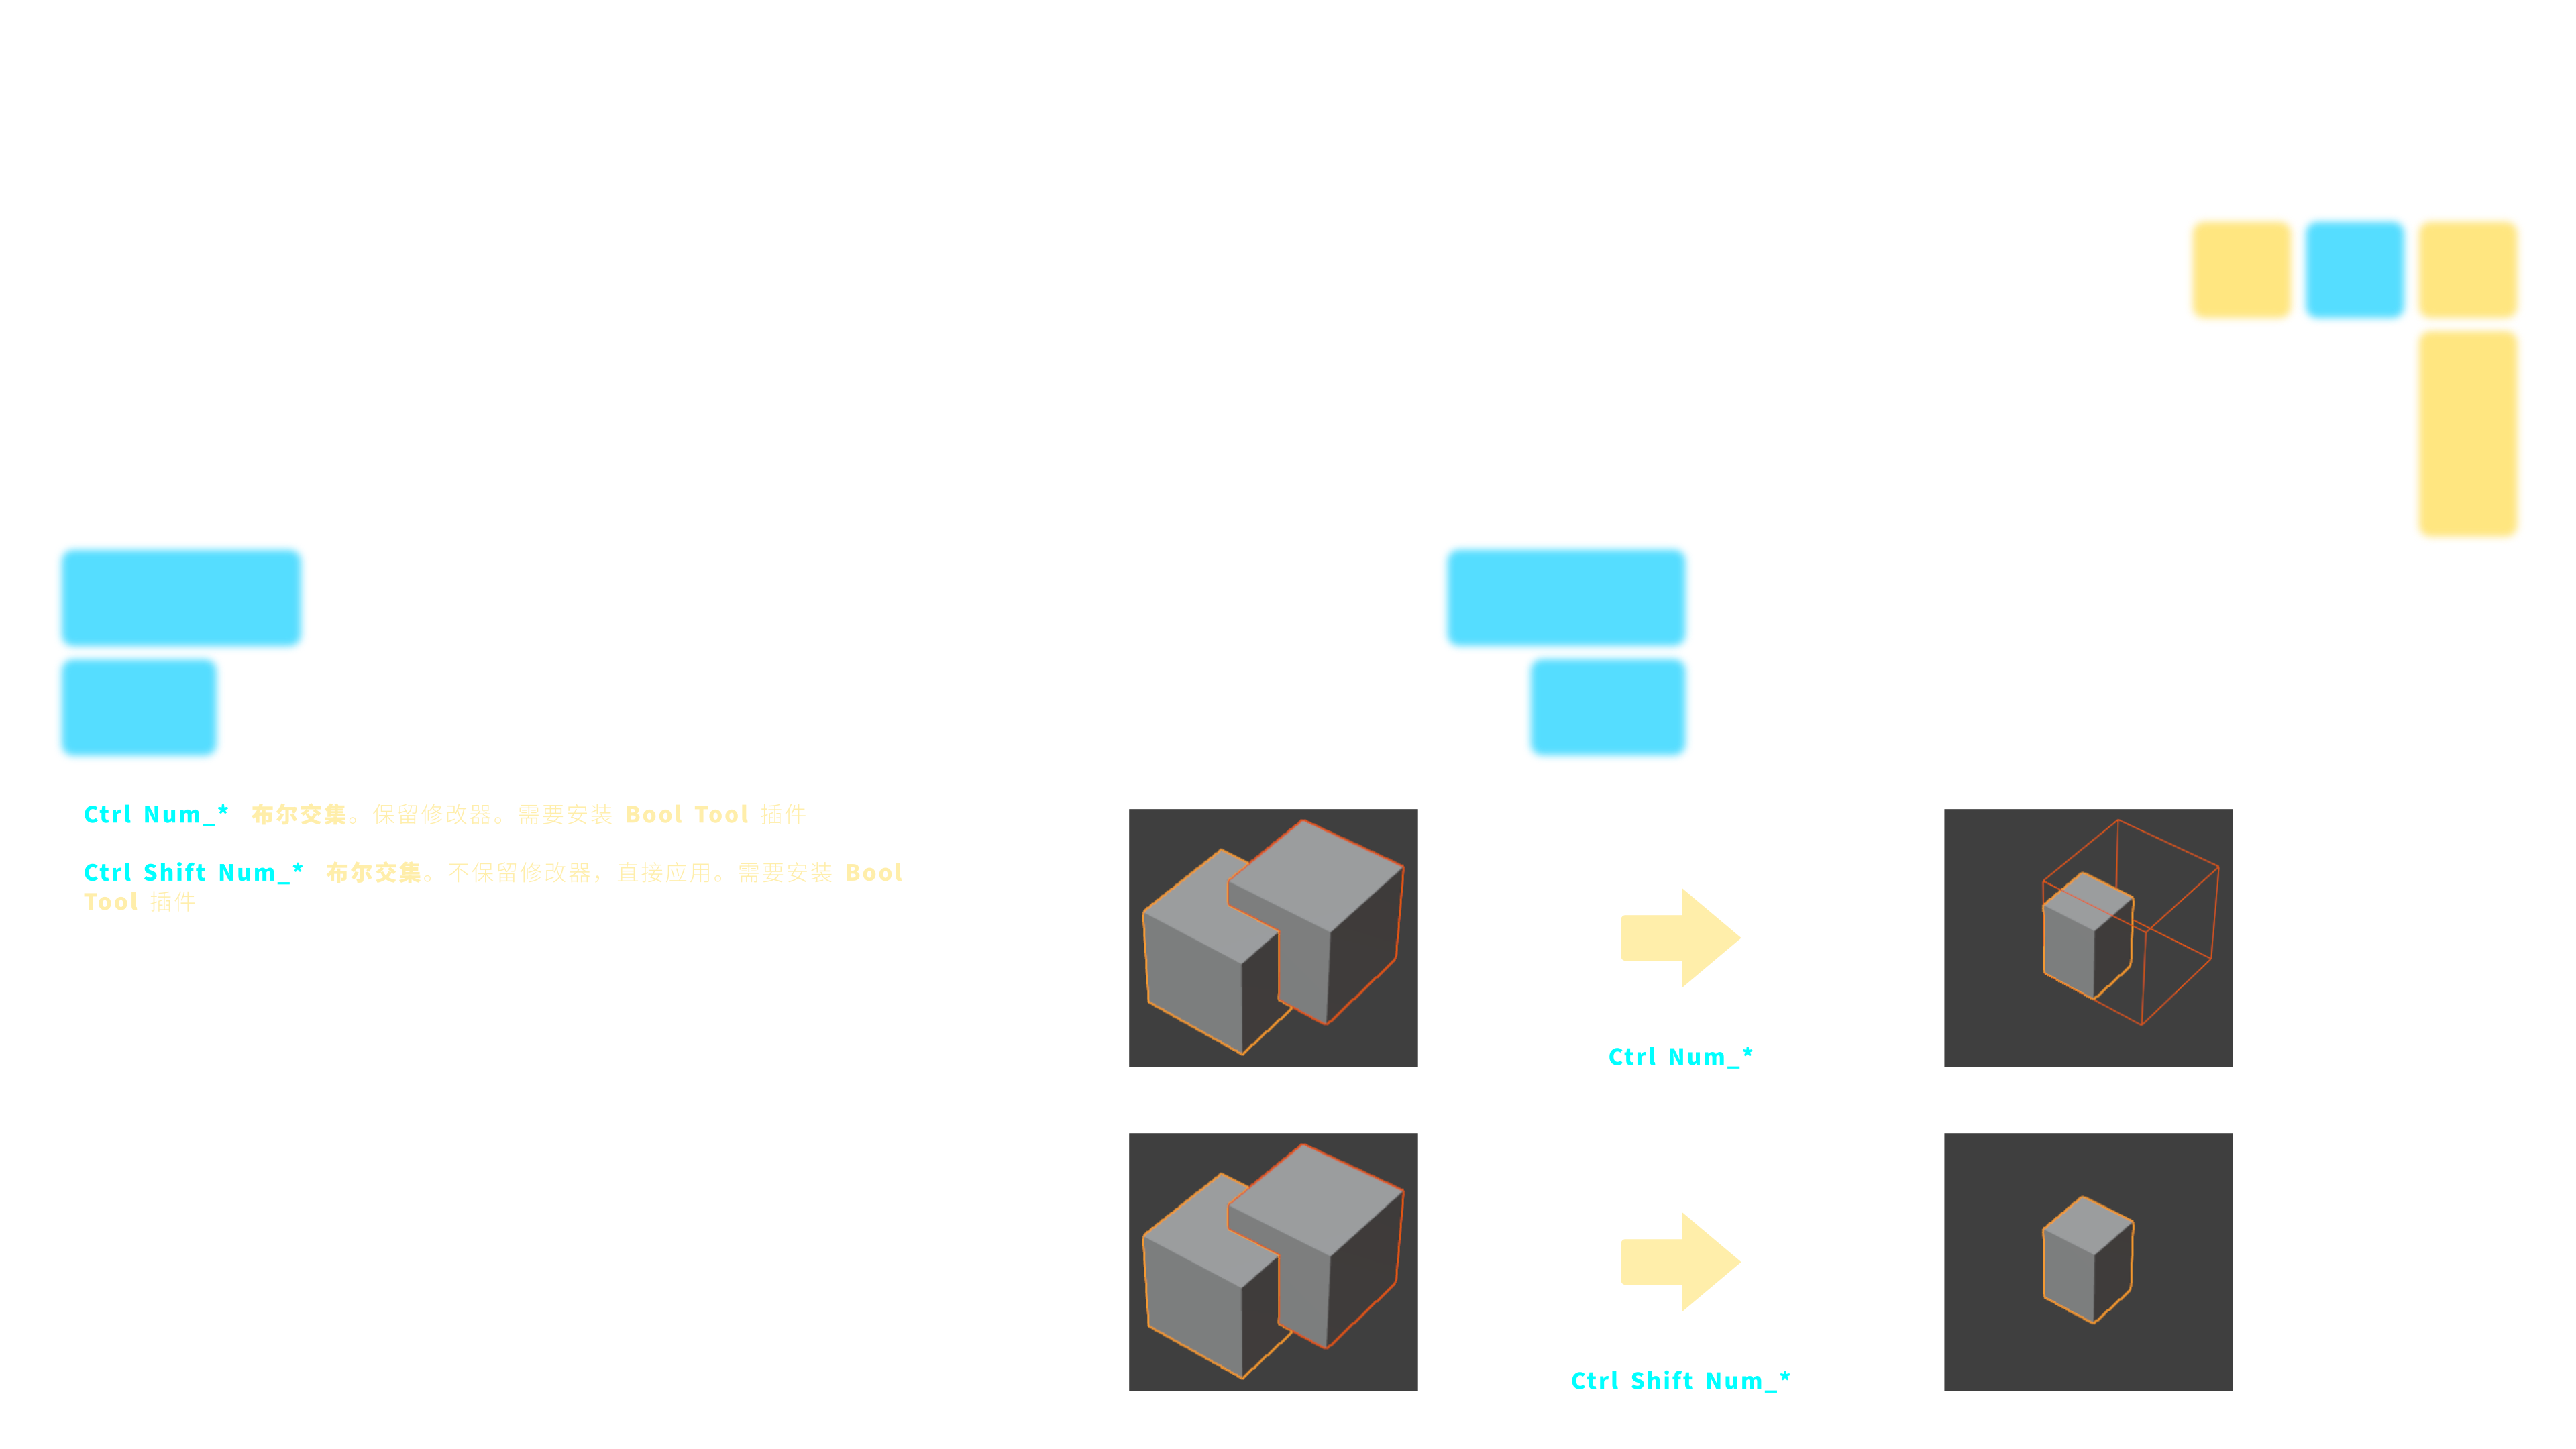 Ctrl Num_* 布尔交集。保留修改器。需要安装 Bool Tool 插件
Ctrl Shift Num_* 布尔交集。不保留修改器，直接应用。需要安装 Bool
Tool 插件
Ctrl Num_*
Ctrl Shift Num_*